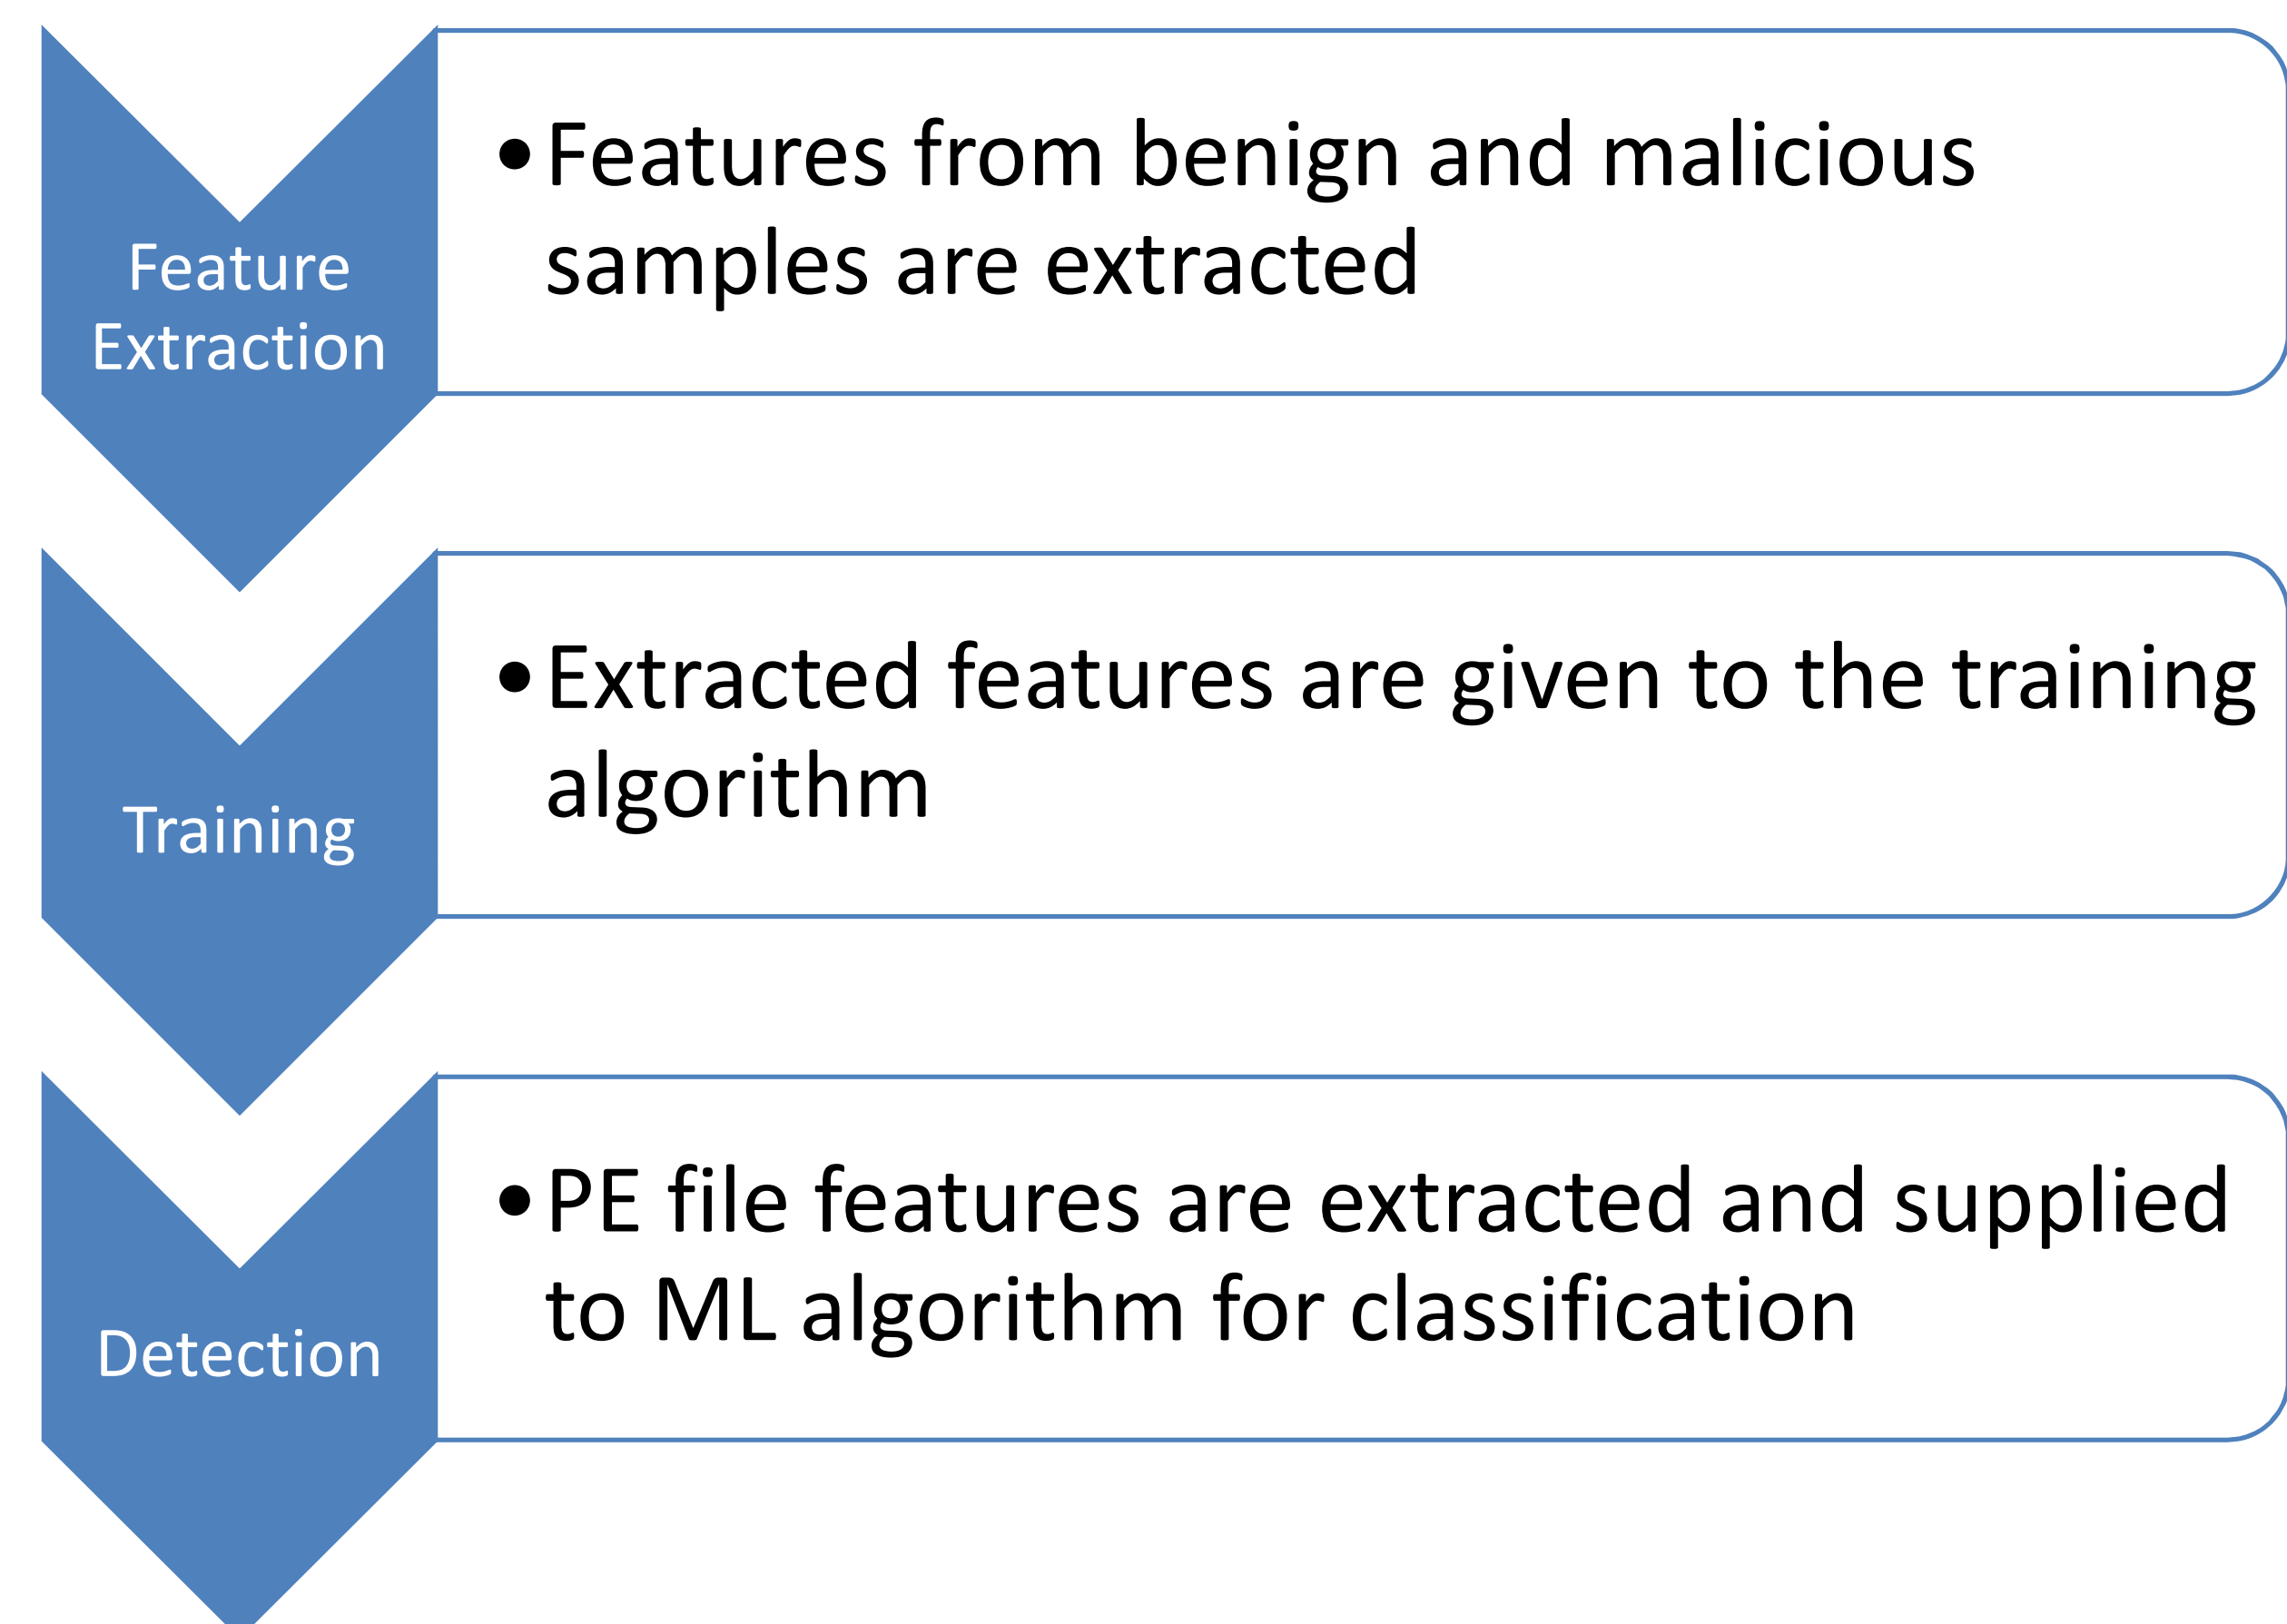 Feature
Extraction
• Features from benign and malicious
samples are extracted
Training
• Extracted features are given to the training
algorithm
Detection
• PE file features are extracted and supplied
to ML algorithm for classification